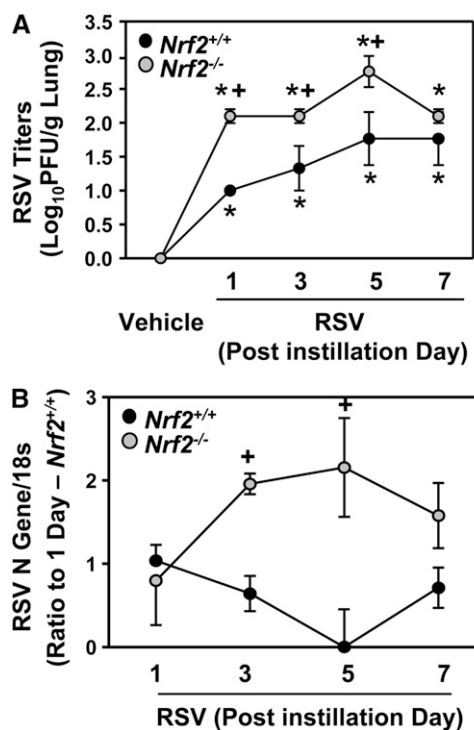 A
Nrf2+/+
Nrf2-/-
RSV Titers
(Log10PFU/g Lung)
3.5
3.0
2.5
2.0
1.5
1.0
0.5
0.0
*+ *+ *+ *
* * * *
1 3 5 7
Vehicle RSV
(Post instillation Day)
B
Nrf2+/+
Nrf2-/-
RSV N Gene/18s
(Ratio to 1 Day – Nrf2+/+)
3
2
1
0
+ +
1 3 5 7
RSV (Post instillation Day)